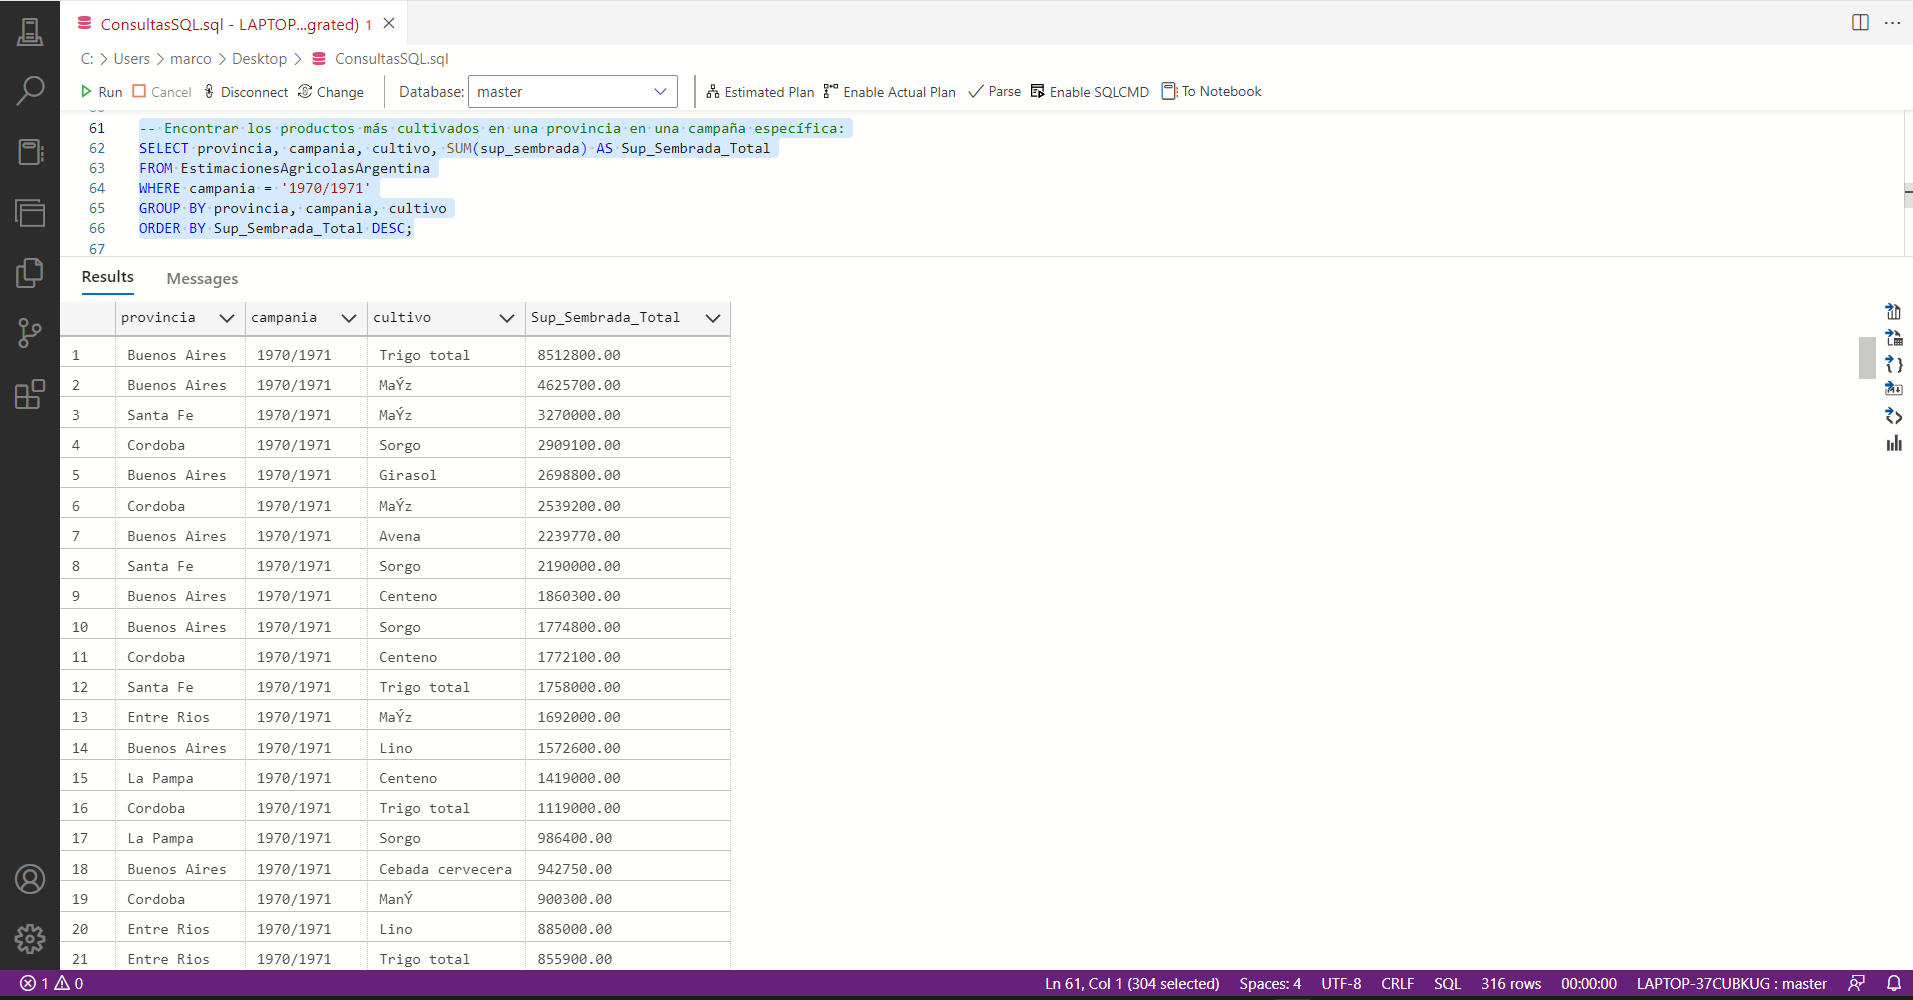 ConsultasSQL.sql - LAPTOP...grated) 1
C: Users marco Desktop ConsultasSQL.sql
Run Cancel Disconnect Change Database: master Estimated Plan Enable Actual Plan Parse Enable SQLCMD To Notebook
61 -- Encontrar los productos más cultivados en una provincia en una campaña específica:
62 SELECT provincia, campania, cultivo, SUM(sup_sembrada) AS Sup_Sembrada_Total
63 FROM EstimacionesAgricolasArgentina
64 WHERE campania = '1970/1971'
65 GROUP BY provincia, campania, cultivo
66 ORDER BY Sup_Sembrada_Total DESC;
67
Results Messages
provincia campania cultivo Sup_Sembrada_Total
1 Buenos Aires 1970/1971 Trigo total 8512800.00
2 Buenos Aires 1970/1971 MaÝz 4625700.00
3 Santa Fe 1970/1971 MaÝz 3270000.00
4 Cordoba 1970/1971 Sorgo 2909100.00
5 Buenos Aires 1970/1971 Girasol 2698800.00
6 Cordoba 1970/1971 MaÝz 2539200.00
7 Buenos Aires 1970/1971 Avena 2239770.00
8 Santa Fe 1970/1971 Sorgo 2190000.00
9 Buenos Aires 1970/1971 Centeno 1860300.00
10 Buenos Aires 1970/1971 Sorgo 1774800.00
11 Cordoba 1970/1971 Centeno 1772100.00
12 Santa Fe 1970/1971 Trigo total 1758000.00
13 Entre Rios 1970/1971 MaÝz 1692000.00
14 Buenos Aires 1970/1971 Lino 1572600.00
15 La Pampa 1970/1971 Centeno 1419000.00
16 Cordoba 1970/1971 Trigo total 1119000.00
17 La Pampa 1970/1971 Sorgo 986400.00
18 Buenos Aires 1970/1971 Cebada cervecera 942750.00
19 Cordoba 1970/1971 ManÝ 900300.00
20 Entre Rios 1970/1971 Lino 885000.00
21 Entre Rios 1970/1971 Trigo total 855900.00
1 0 Ln 61, Col 1 (304 selected) Spaces: 4 UTF-8 CRLF SQL 316 rows 00:00:00 LAPTOP-37CUBKUG : master